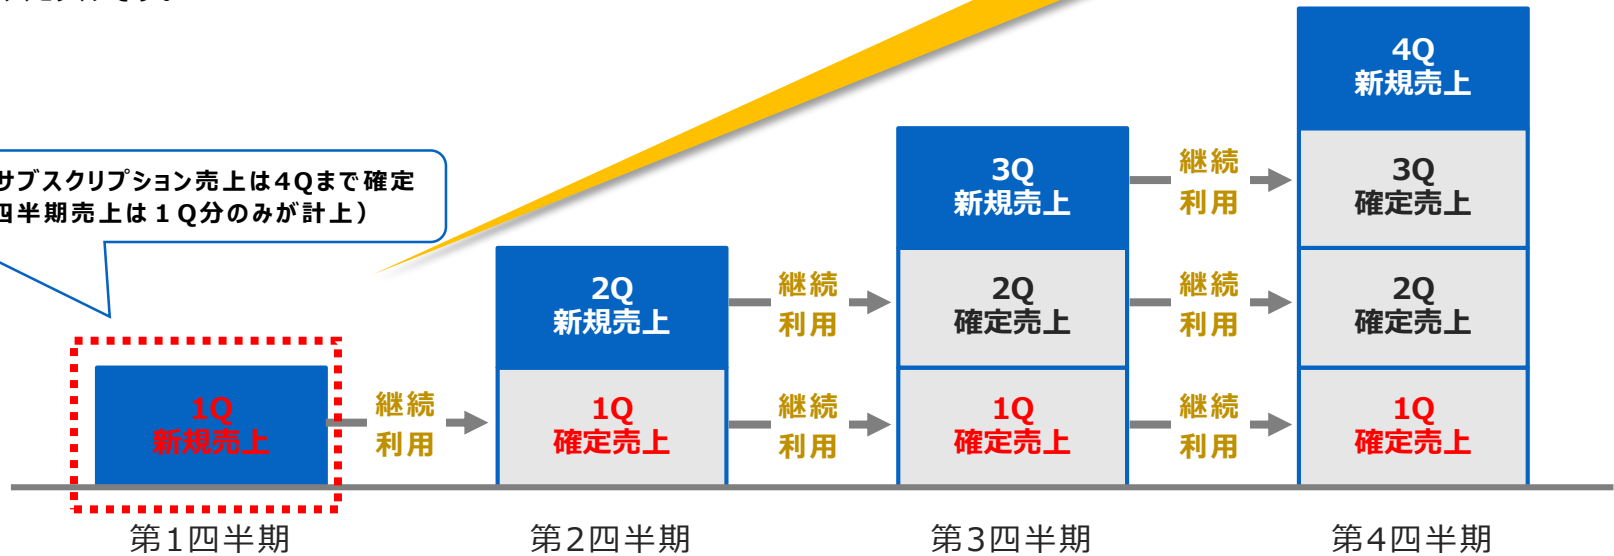 サブスクリプション売上は4Qまで確定
四半期売上は1Q分のみが計上）
4Q
新規売上
3Q
新規売上
継続
利用
3Q
確定売上
2Q
新規売上
継続
利用
2Q
確定売上
継続
利用
2Q
確定売上
1Q
新規売上
継続
利用
1Q
確定売上
継続
利用
1Q
確定売上
継続
利用
1Q
確定売上
第1四半期
第2四半期
第3四半期
第4四半期